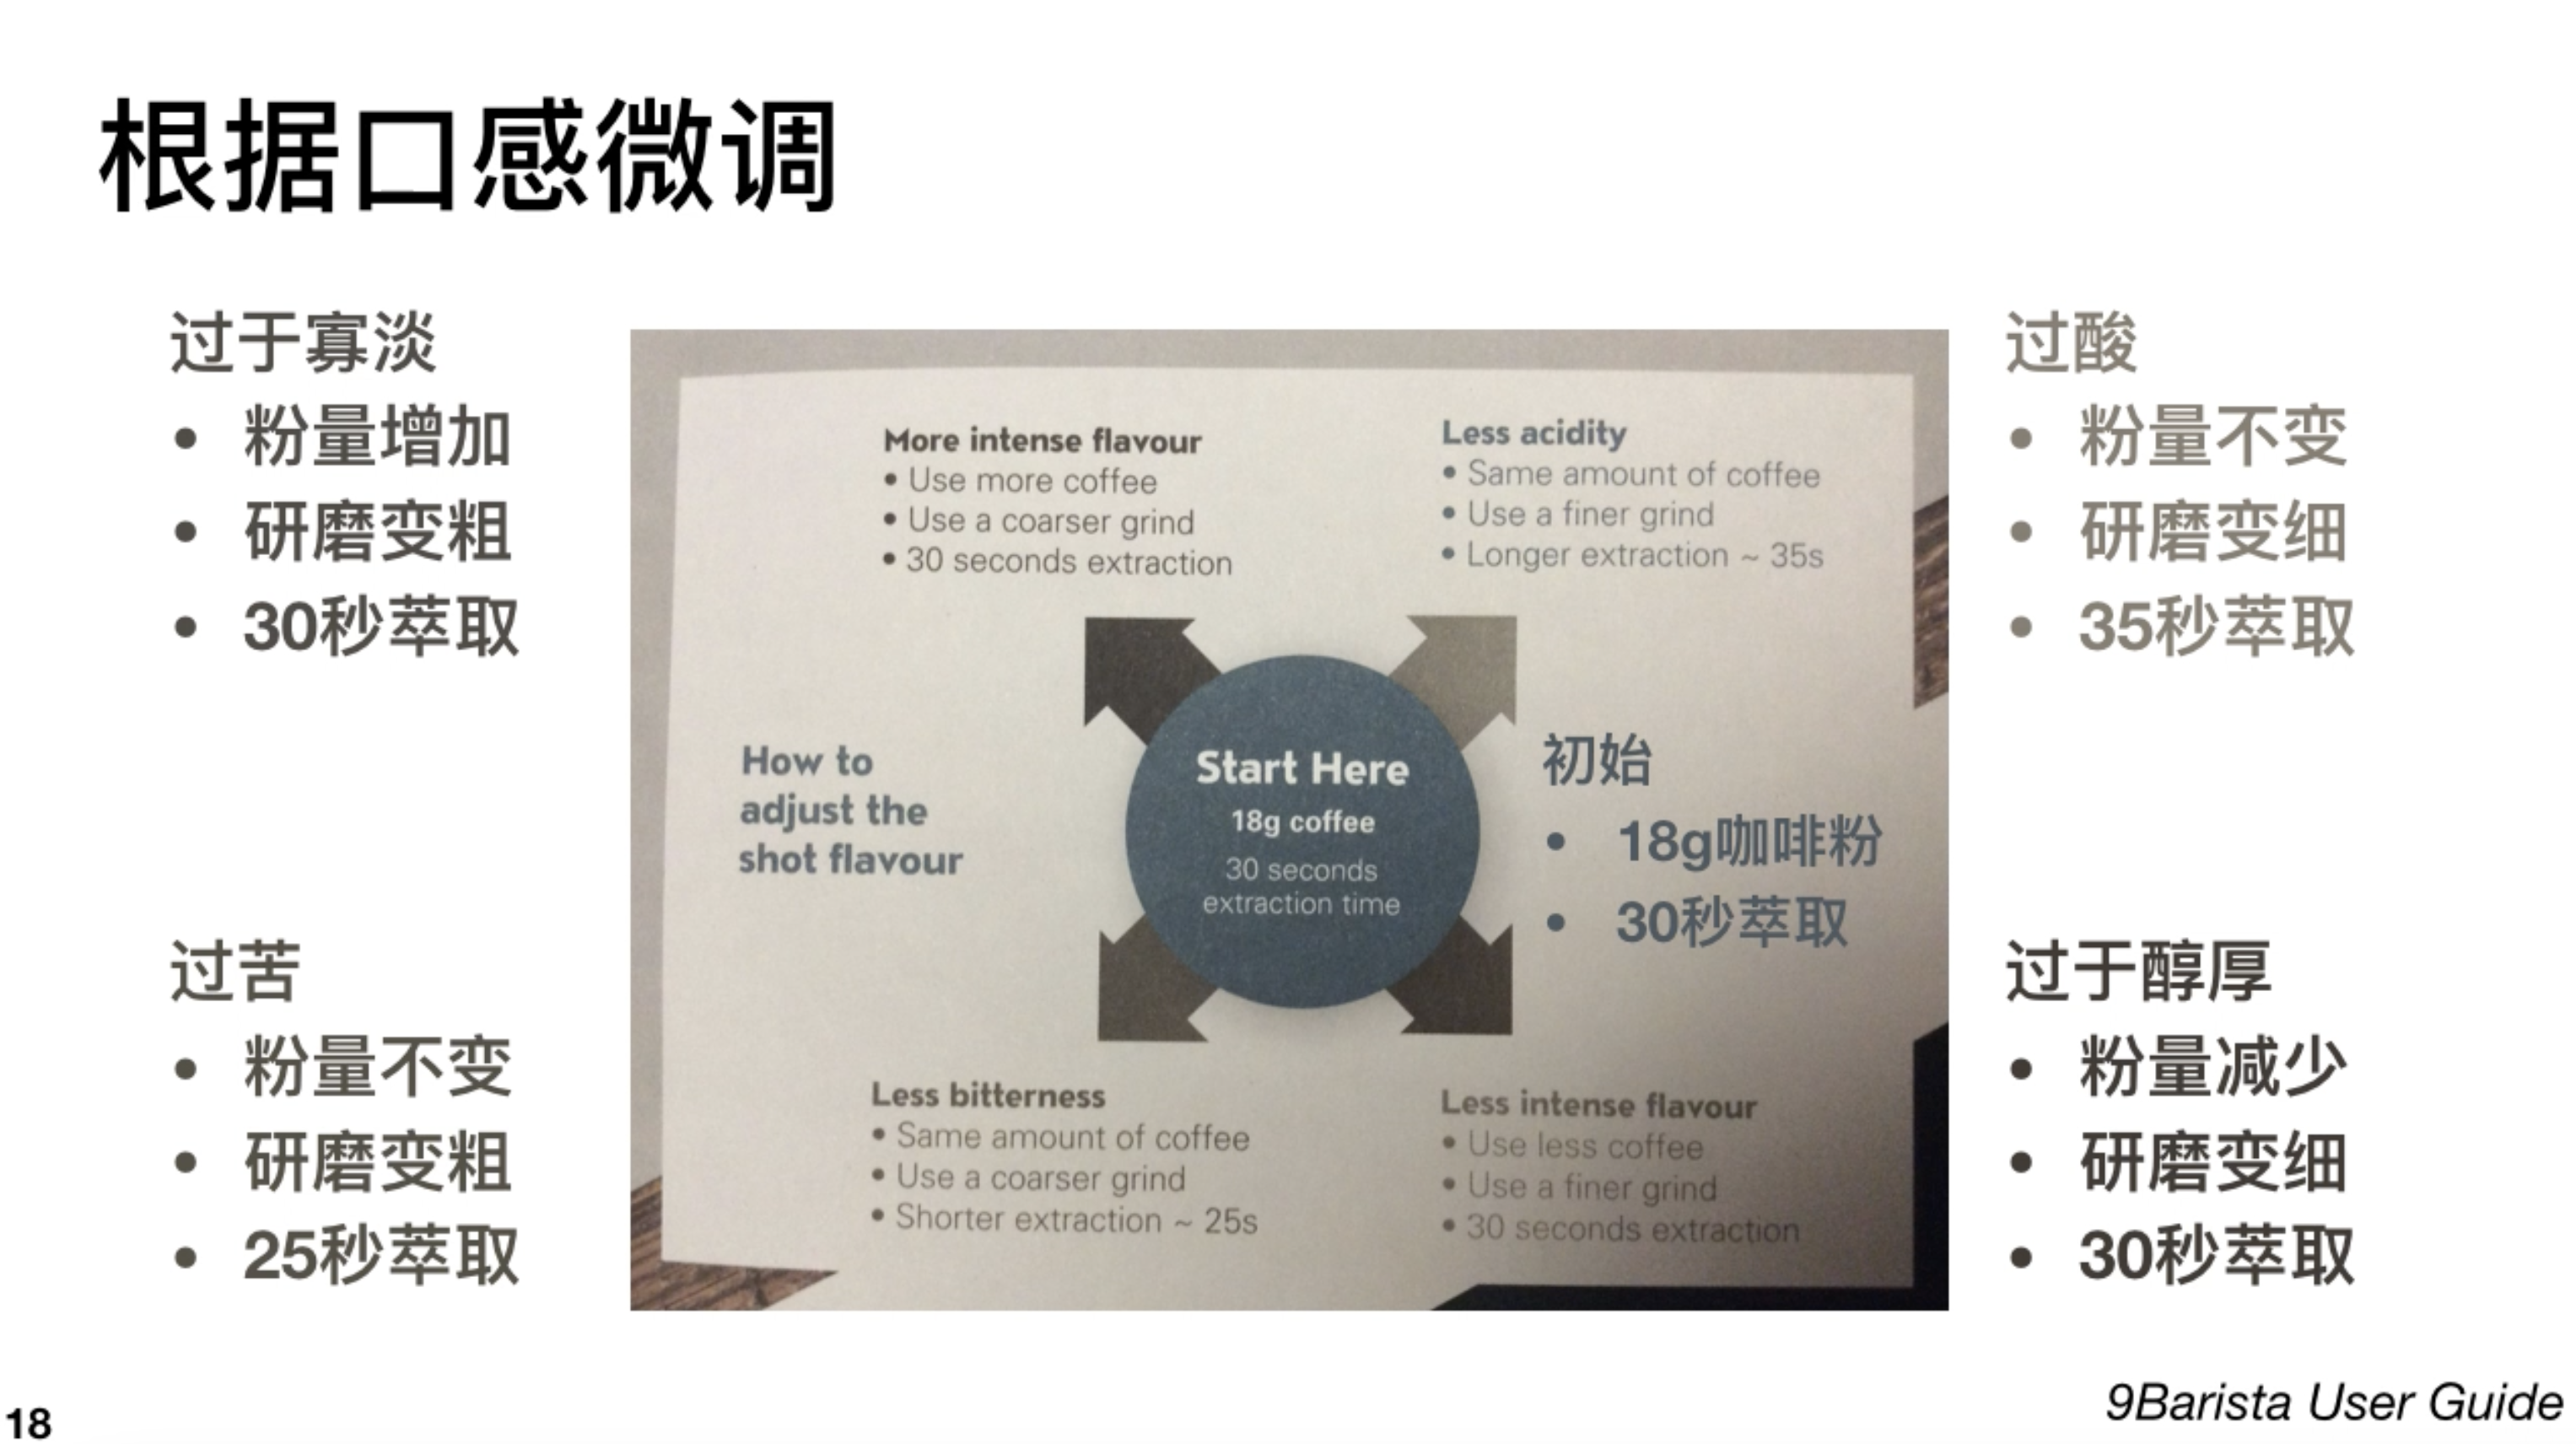 根据口感微调
过于寡淡
• 粉量增加
• 研磨变粗
• 30秒萃取
过苦
• 粉量不变
• 研磨变粗
• 25秒萃取
More intense flavour
• Use more coffee
• Use a coarser grind
• 30 seconds extraction
Less acidity
• Same amount of coffee
• Use a finer grind
• Longer extraction ~ 35s
How to
adjust the
shot flavour
Start Here
18g coffee
30 seconds
extraction time
初始
• 18g咖啡粉
• 30秒萃取
Less bitterness
• Same amount of coffee
• Use a coarser grind
• Shorter extraction ~ 25s
Less intense flavour
• Use less coffee
• Use a finer grind
• 30 seconds extraction
过酸
• 粉量不变
• 研磨变细
• 35秒萃取
过于醇厚
• 粉量减少
• 研磨变细
• 30秒萃取
18
9Barista User Guide